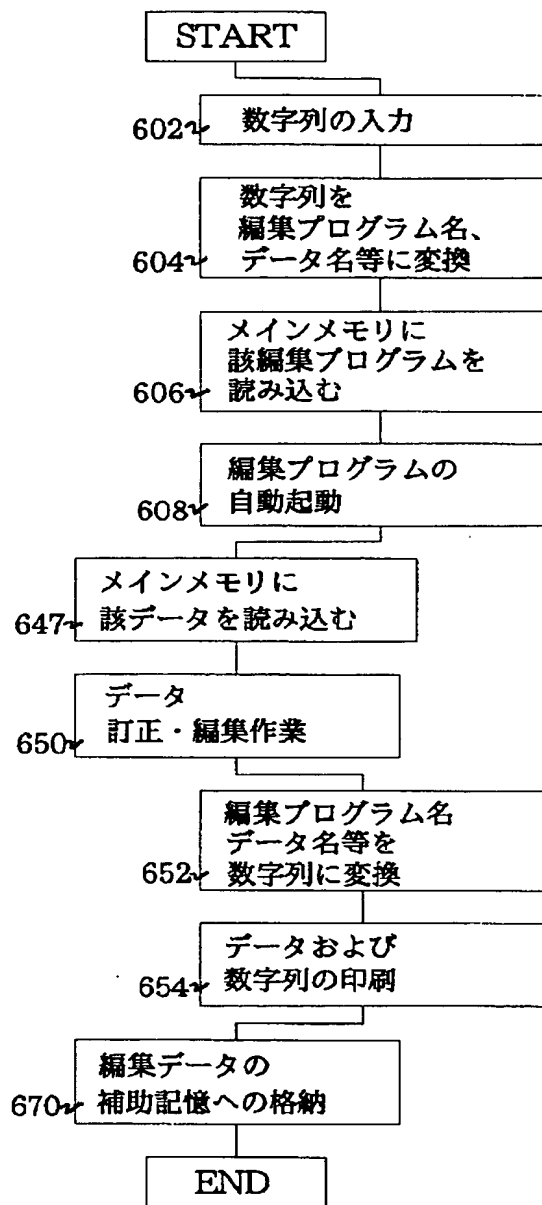 START
602 数字列の入力
数字列を
編集プログラム名、
604 データ名等に変換
メインメモリに
該編集プログラムを
606 読み込む
編集プログラムの
608 自動起動
メインメモリに
647 該データを読み込む
データ
650 訂正・編集作業
編集プログラム名
データ名等を
652 数字列に変換
データおよび
654 数字列の印刷
編集データの
670 補助記憶への格納
END